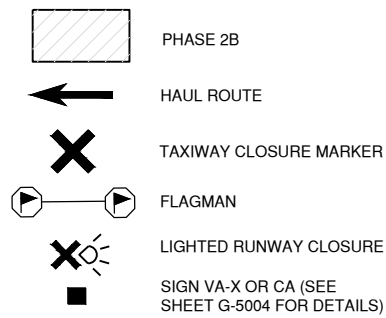 PHASE 2B
HAUL ROUTE
TAXIWAY CLOSURE MARKER
FLAGMAN
LIGHTED RUNWAY CLOSURE
SIGN VA-X OR CA (SEE
SHEET G-5004 FOR DETAILS)